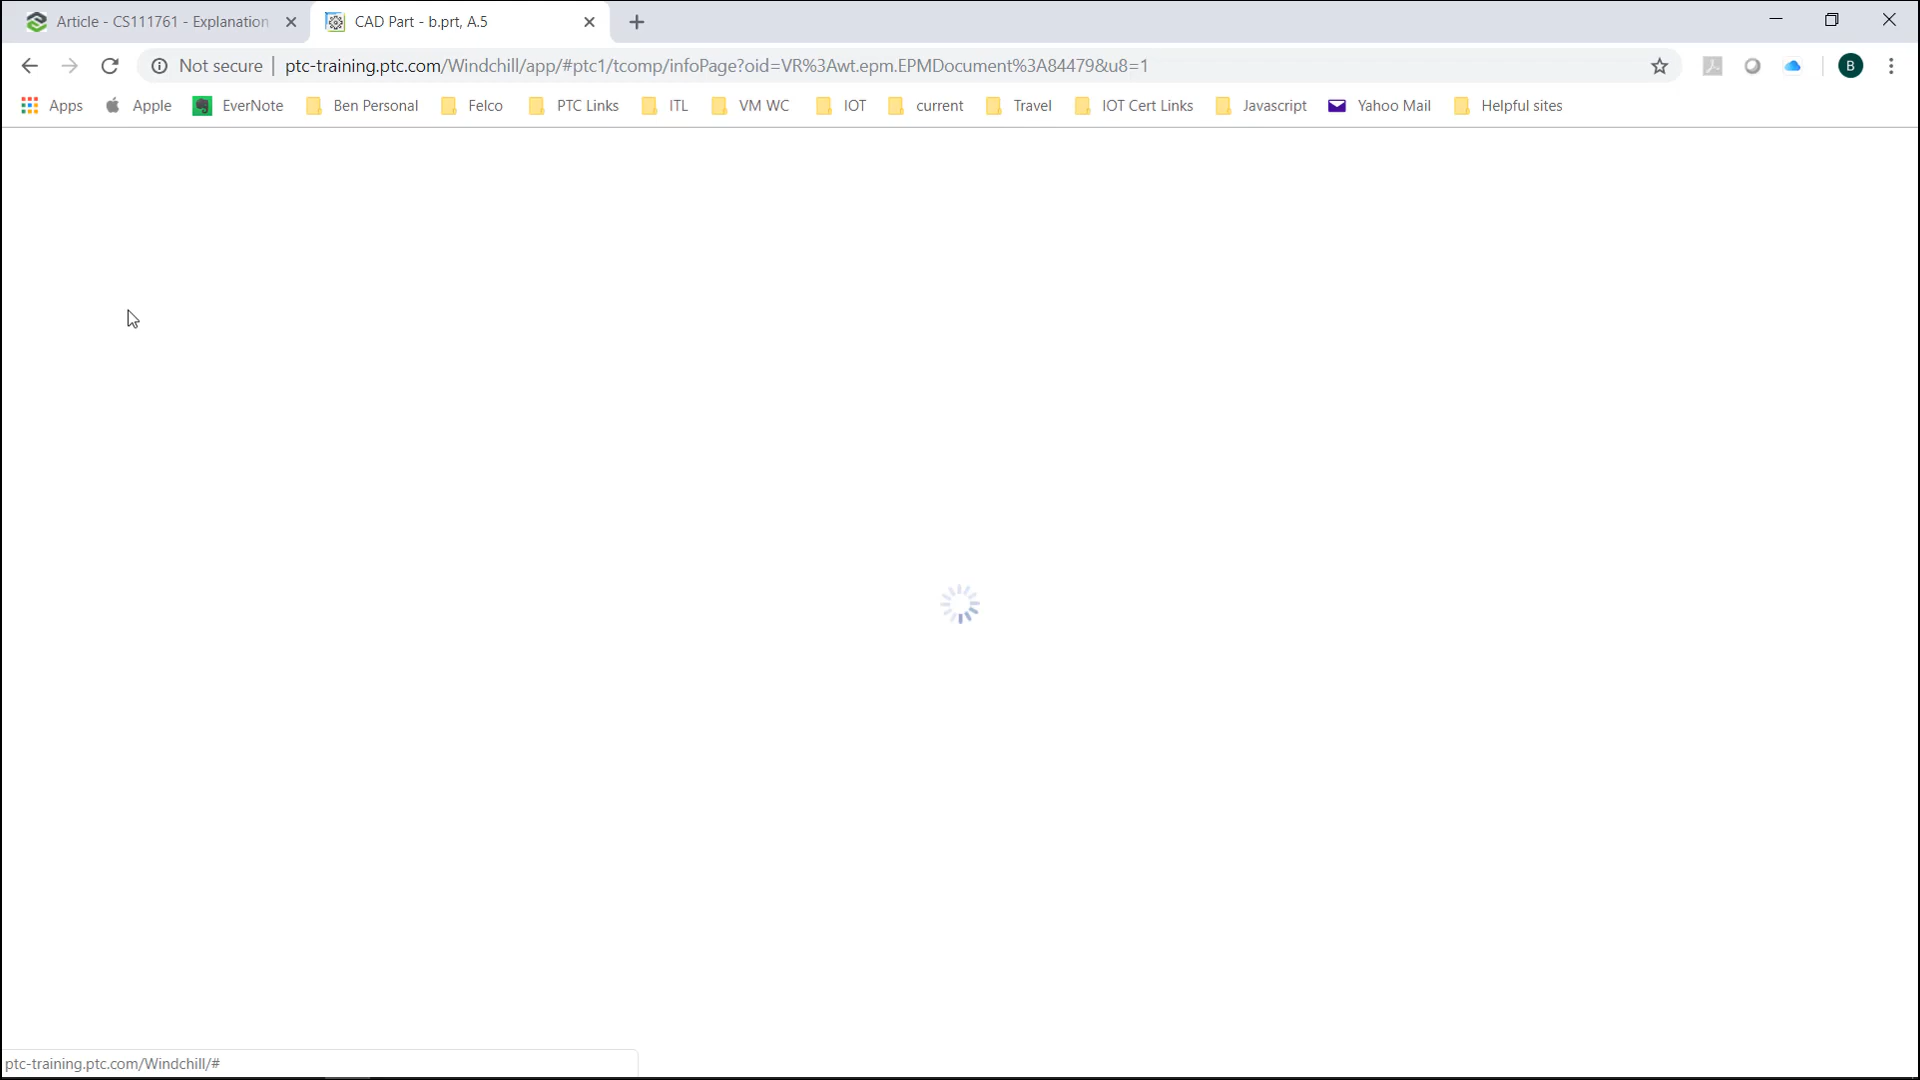 Article - CS111761 - Explanation
CAD Part - b.prt, A.5
Not secure
ptc-training.ptc.com/Windchill/app/#ptc1/tcomp/infoPage?oid=VR%3Awt.epm.EPMDocument%3A84479&u8=1
B
Apps
Apple
EverNote
Ben Personal
Felco
PTC Links
ITL
VM WC
IOT
current
Travel
IOT Cert Links
Javascript
Yahoo Mail
Helpful sites
ptc-training.ptc.com/Windchill/#